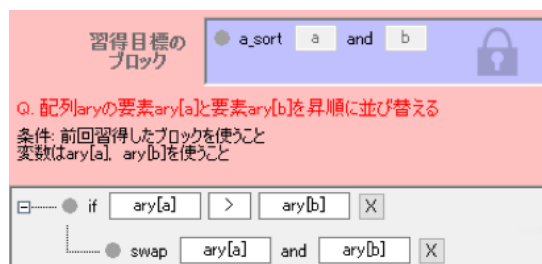 習得目標の
ブロック
a_sort a and b
Q. 配列aryの要素ary[a]と要素ary[b]を昇順に並び替える
条件: 前回習得したブロックを使うこと
変数はary[a], ary[b]を使うこと
if ary[a] > ary[b] X
swap ary[a] and ary[b] X